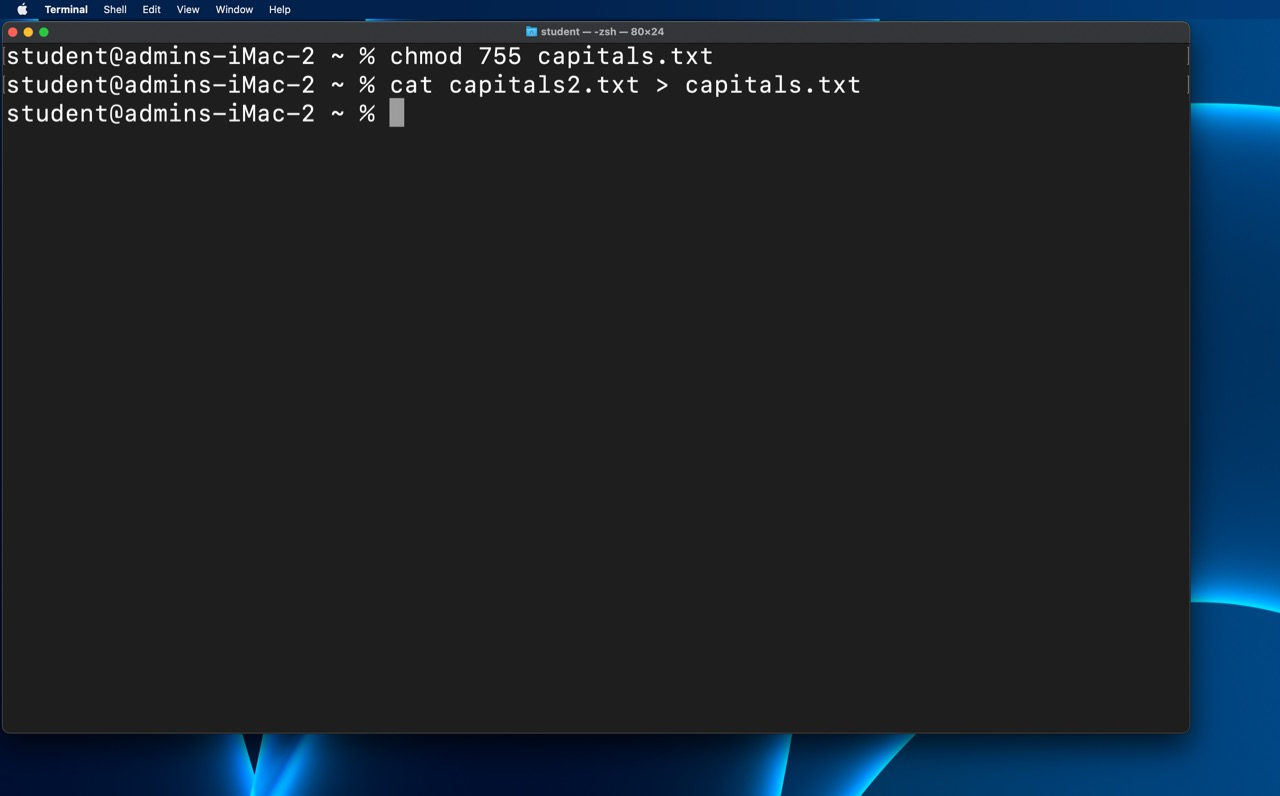 Terminal Shell Edit View Window Help
student — -zsh — 80×24
student@admins-iMac-2 ~ % chmod 755 capitals.txt
student@admins-iMac-2 ~ % cat capitals2.txt > capitals.txt
student@admins-iMac-2 ~ %